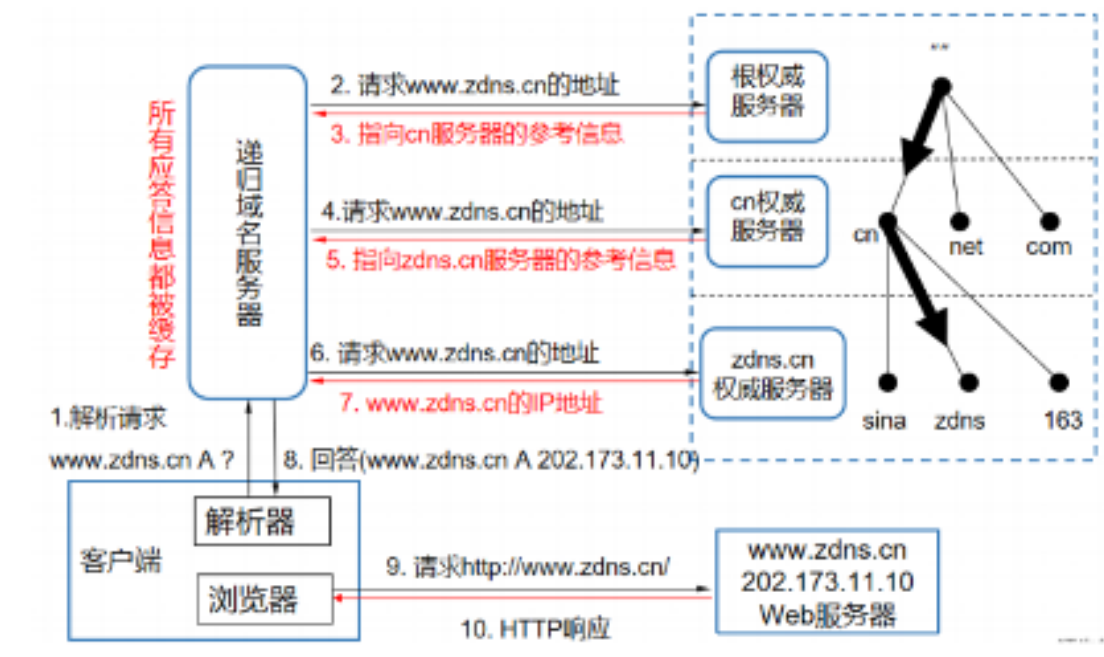 2. 请求www.zdns.cn的地址
3. 指向cn服务器的参考信息
根权威
服务器
""
所有应答信息都被缓存
递归域名服务器
4.请求www.zdns.cn的地址
5. 指向zdns.cn服务器的参考信息
cn权威
服务器
cn
net
com
6. 请求www.zdns.cn的地址
7. www.zdns.cn的IP地址
zdns.cn
权威服务器
sina
zdns
163
1.解析请求
www.zdns.cn A ?
8. 回答(www.zdns.cn A 202.173.11.10)
客户端
解析器
浏览器
9. 请求http://www.zdns.cn/
10. HTTP响应
www.zdns.cn
202.173.11.10
Web服务器